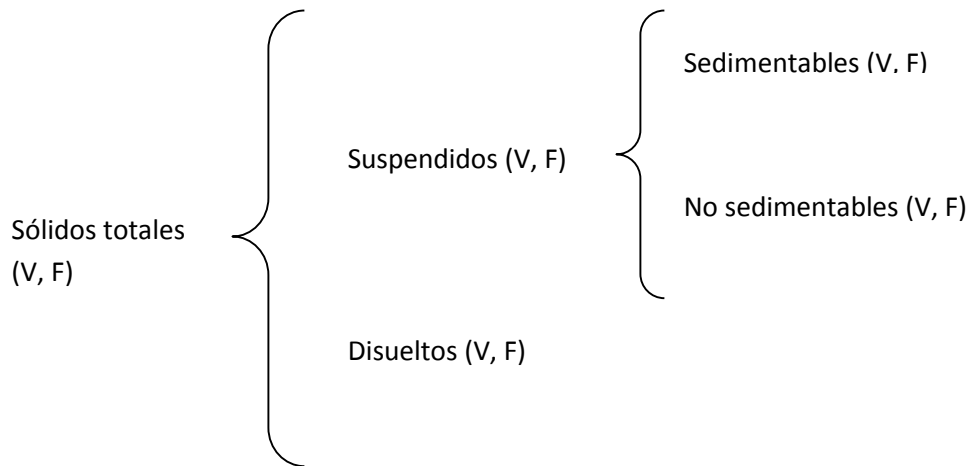 Sedimentables (V, F)
Suspendidos (V, F)
No sedimentables (V, F)
Sólidos totales
(V, F)
Disueltos (V, F)